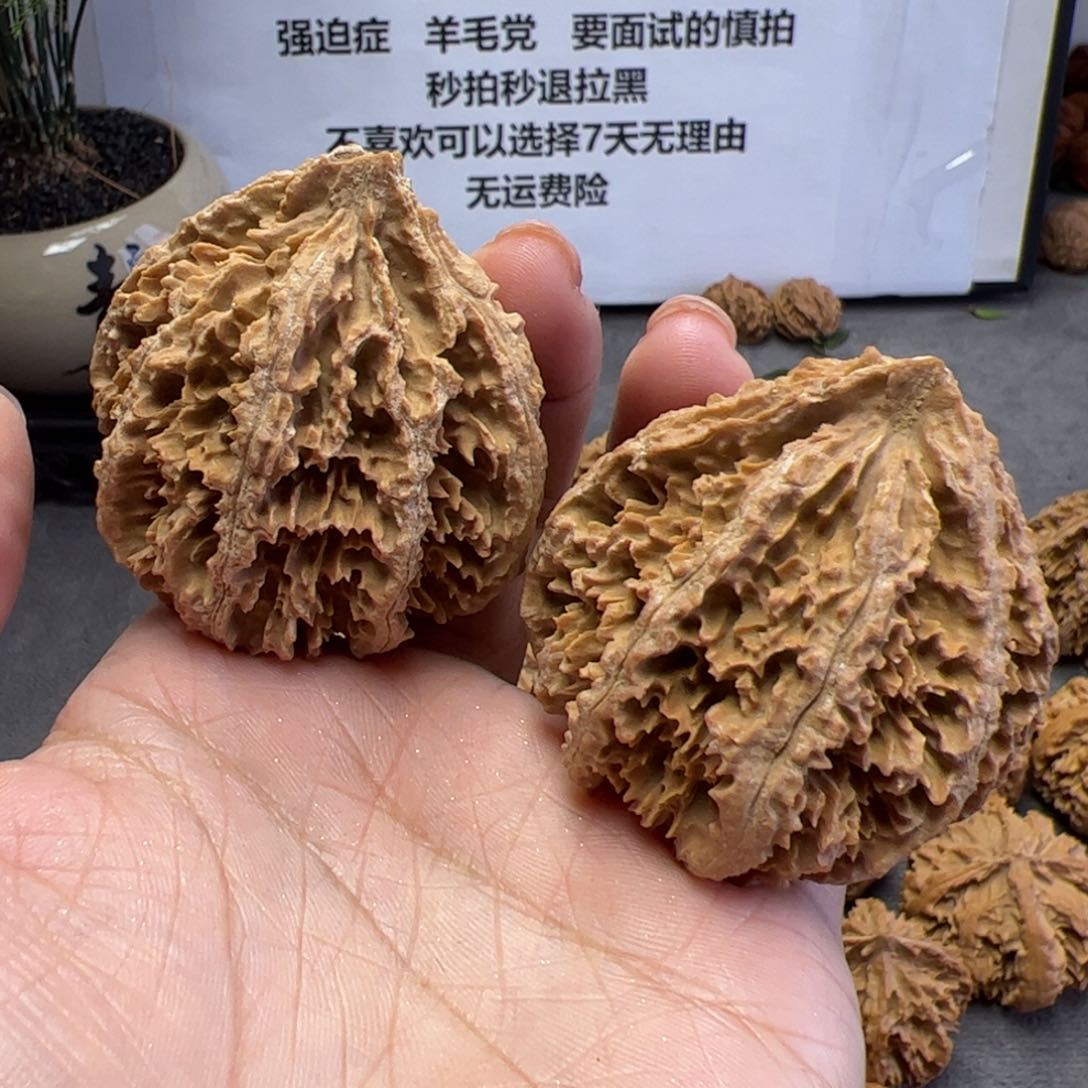 强迫症 羊毛党 要面试的慎拍
秒拍秒退拉黑
不喜欢可以选择7天无理由
无运费险